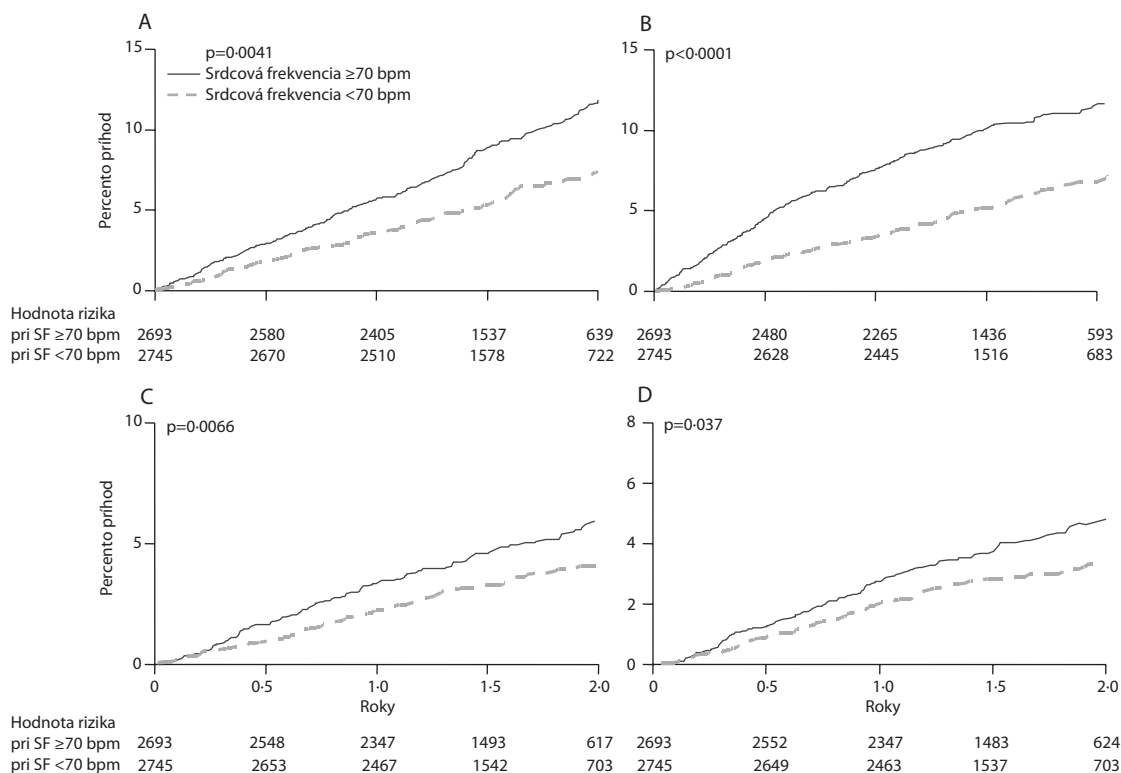 A
p=0·0041
Srdcová frekvencia ≥70 bpm
Srdcová frekvencia <70 bpm
15
10
5
0
Percento príhod
B
p<0·0001
15
10
5
0
Hodnota rizika
pri SF ≥70 bpm 2693 2580 2405 1537 639 2693 2480 2265 1436 593
pri SF <70 bpm 2745 2670 2510 1578 722 2745 2628 2445 1516 683
C
p=0·0066
10
5
0
Percento príhod
0 0·5 1·0 1·5 2·0
Roky
D
p=0·037
8
6
4
2
0
0 0·5 1·0 1·5 2·0
Roky
Hodnota rizika
pri SF ≥70 bpm 2693 2548 2347 1493 617 2693 2552 2347 1483 624
pri SF <70 bpm 2745 2653 2467 1542 703 2745 2649 2463 1537 703